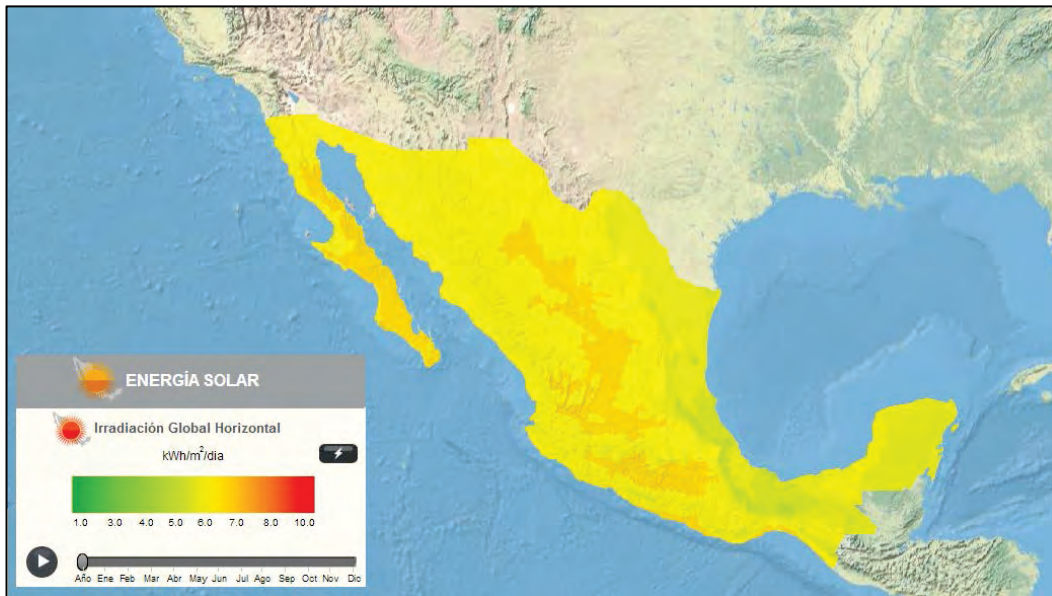 ENERGÍA SOLAR
Irradiación Global Horizontal
kWh/m²/dia
1.0 3.0 4.0 5.0 6.0 7.0 8.0 10.0
Año Ene Feb Mar Abr May Jun Jul Ago Sep Oct Nov Dic